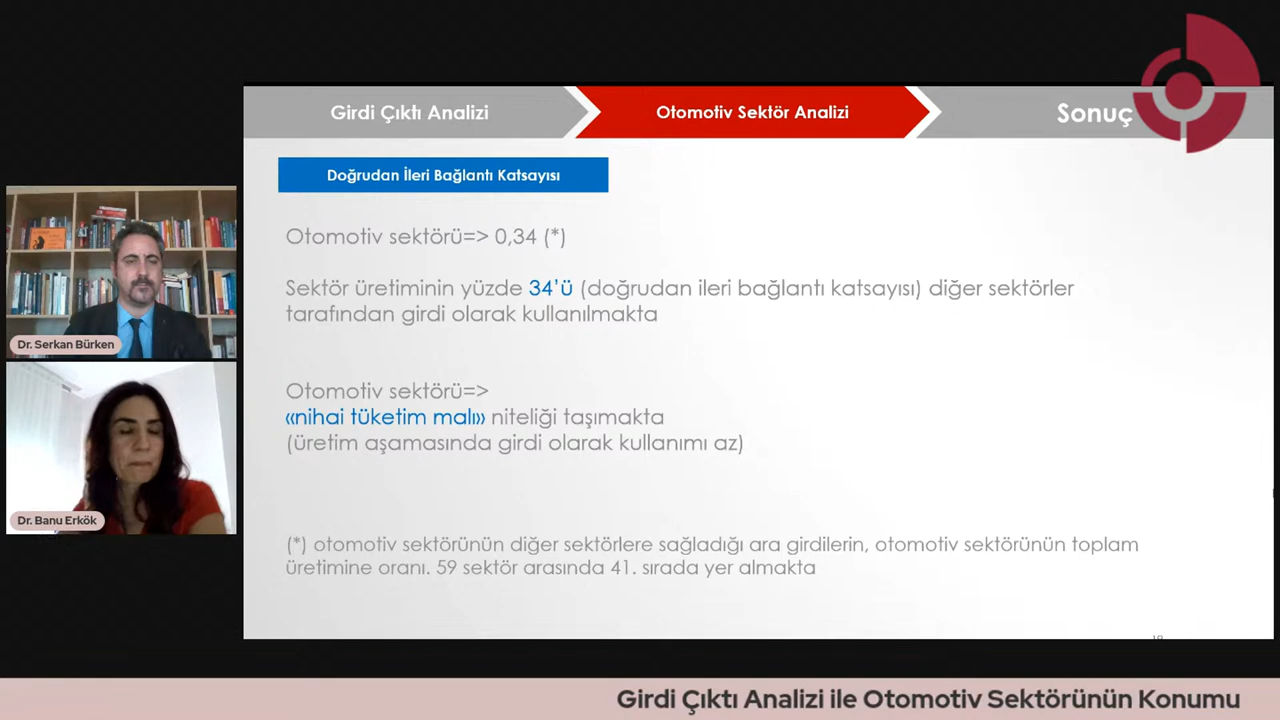 Girdi Çıktı Analizi
Otomotiv Sektör Analizi
Sonuç
Doğrudan İleri Bağlantı Katsayısı
Otomotiv sektörü=> 0,34 (*)
Sektör üretiminin yüzde 34’ü (doğrudan ileri bağlantı katsayısı) diğer sektörler
tarafından girdi olarak kullanılmakta
Otomotiv sektörü=>
«nihai tüketim malı» niteliği taşımakta
(üretim aşamasında girdi olarak kullanımı az)
(*) otomotiv sektörünün diğer sektörlere sağladığı ara girdilerin, otomotiv sektörünün toplam
üretimine oranı. 59 sektör arasında 41. sırada yer almakta
Dr. Serkan Bürken
Dr. Banu Erkök
Girdi Çıktı Analizi ile Otomotiv Sektörünün Konumu